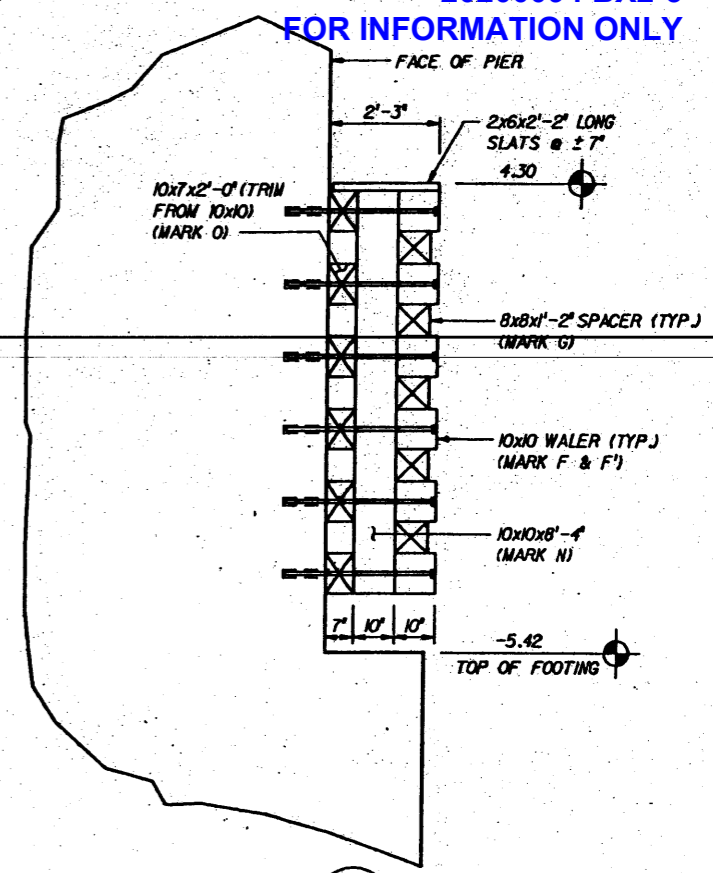 FOR INFORMATION ONLY
FACE OF PIER
2'-3"
2x6x2'-2" LONG
SLATS @ ± 7"
4.30
10x7x2'-0" (TRIM
FROM 10x10)
(MARK O)
8x8x1'-2" SPACER (TYP.)
(MARK G)
10x10 WALER (TYP.)
(MARK F & F')
10x10x8'-4"
(MARK N)
7" 10" 10"
-5.42
TOP OF FOOTING